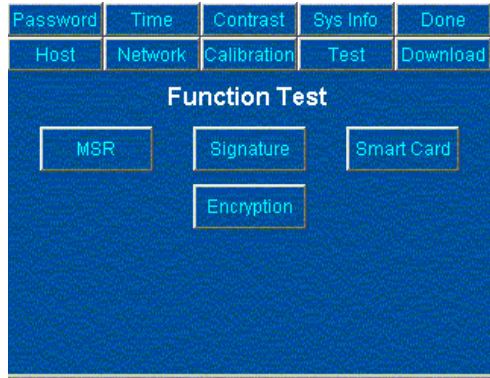 Password Time Contrast Sys Info Done
Host Network Calibration Test Download
Function Test
MSR Signature Smart Card
Encryption